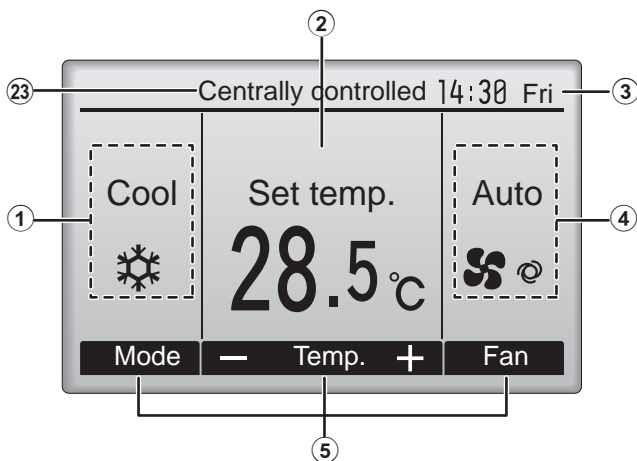 2
23 Centrally controlled 14:30 Fri 3
Cool Set temp. Auto
1 28.5°C 4
Mode − Temp. + Fan
5